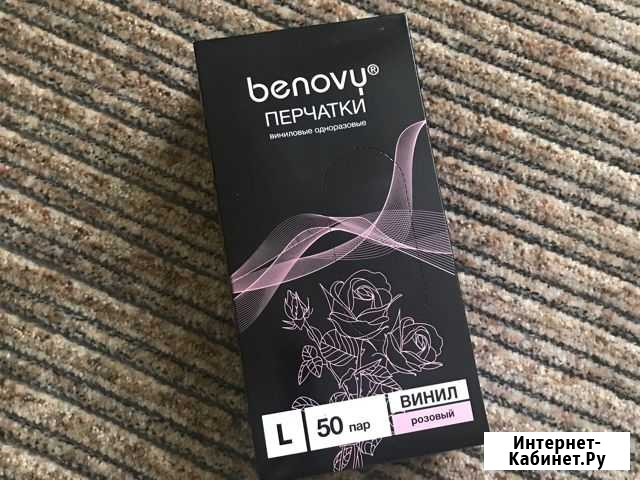 benovy®
ПЕРЧАТКИ
виниловые одноразовые
L
50 пар
ВИНИЛ
розовый
Интернет-
Кабинет.Ру